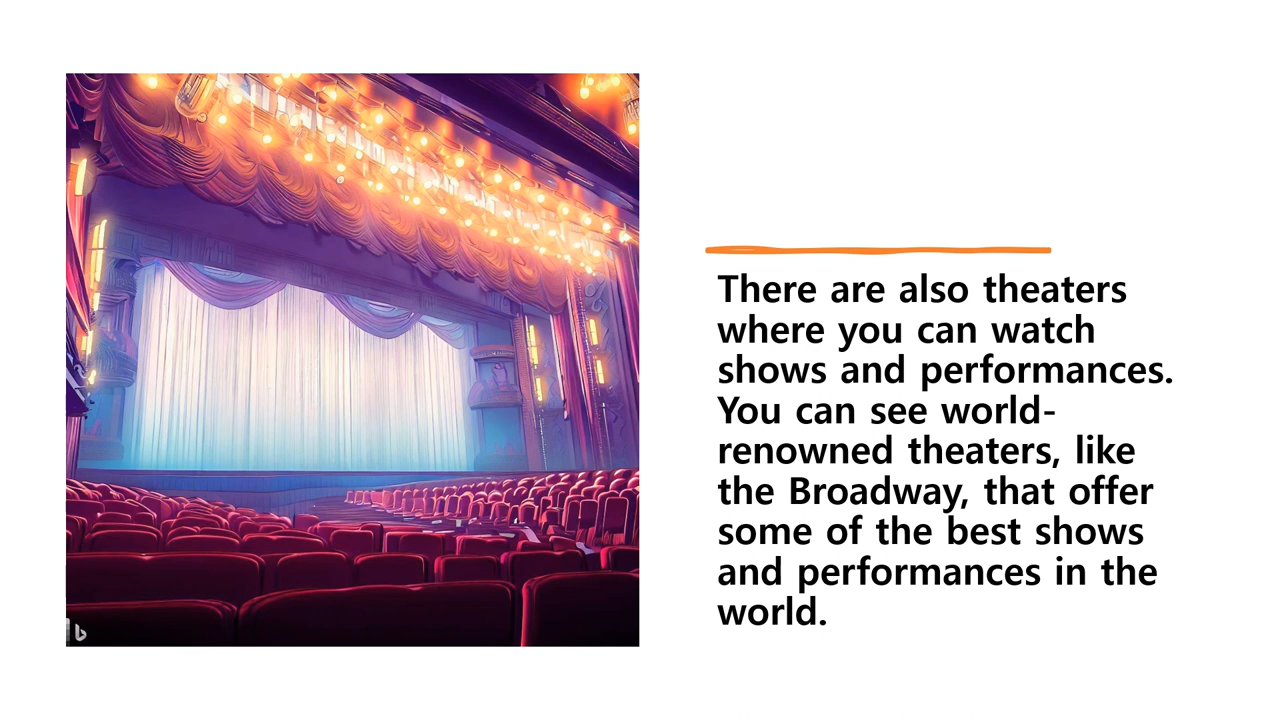 There are also theaters
where you can watch
shows and performances.
You can see world-
renowned theaters, like
the Broadway, that offer
some of the best shows
and performances in the
world.